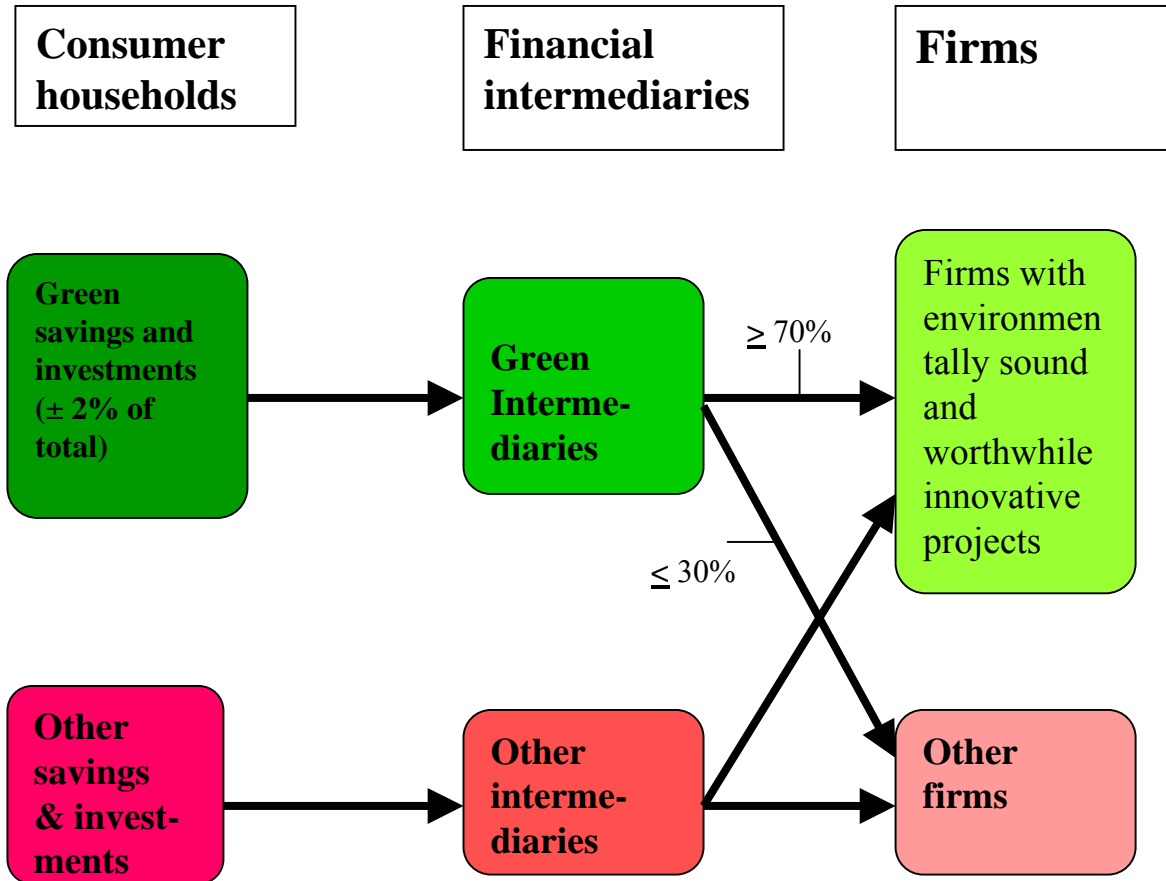 Consumer
households
Financial
intermediaries
Firms
Green
savings and
investments
(± 2% of
total)
Green
Interme-
diaries
≥ 70%
Firms with
environmen
tally sound
and
worthwhile
innovative
projects
≤ 30%
Other
savings
& invest-
ments
Other
interme-
diaries
Other
firms